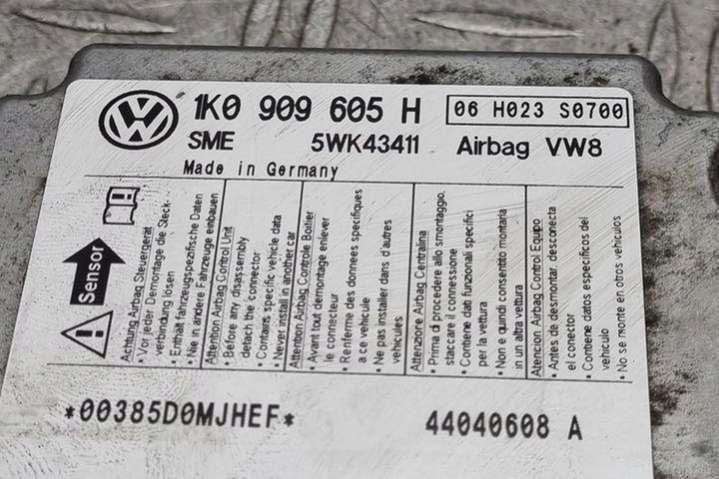 1K0 909 605 H
06 H023 S0700
SME
5WK43411
Airbag VW8
Made in Germany
Sensor
Achtung Airbag Steuergerät
• Vor jeder Demontage die Steck-
verbindung lösen
• Enthält fahrzeugspezifische Daten
• Nie in andere Fahrzeuge einbauen
Attention Airbag Control Unit
• Before any disassembly
detach the connector
• Contains specific vehicle data
• Never install in another car
Attention Airbag Controle Boitier
• Avant tout demontage enlever
le connecteur
• Renferme des donnees specifiques
a ce vehicule
• Ne pas installer dans d'autres
vehicules
Attenzione Airbag Centralina
• Prima di procedere allo smontaggio,
staccare il connessione
• Contiene dati funzionali specifici
per la vettura
• Non e quindi consentito montarla
in un altra vettura
Atencion Airbag Control Equipo
• Antes de desmontar, desconecta
el conector
• Contiene datos especificos del
vehiculo
• No se monte en otros vehiculos
*00385D0MJHEF*
44040608 A